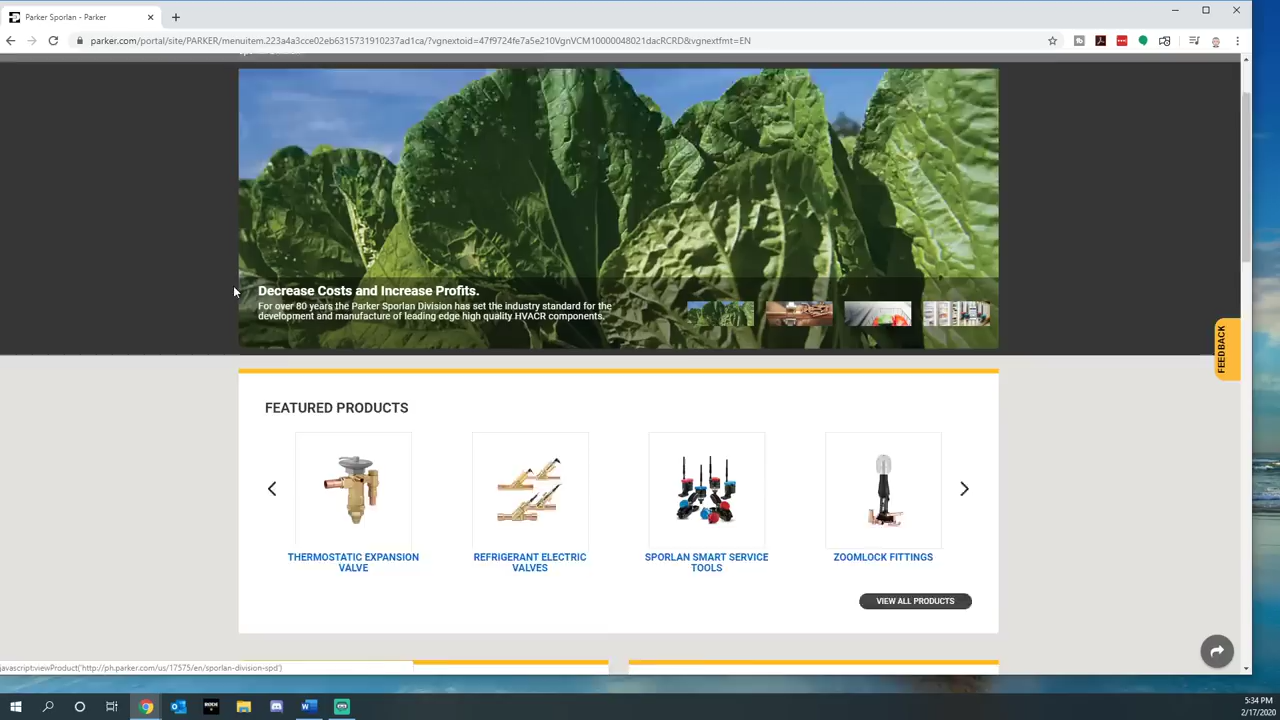 Parker Sporlan - Parker
parker.com/portal/site/PARKER/menuitem.223a4a3cce02eb6315731910237ad1ca/?vgnextoid=47f9724fe7a5e210VgnVCM10000048021dacRCRD&vgnextfmt=EN
Decrease Costs and Increase Profits.
For over 80 years the Parker Sporlan Division has set the industry standard for the
development and manufacture of leading edge high quality HVACR components.
FEEDBACK
FEATURED PRODUCTS
THERMOSTATIC EXPANSION
VALVE
REFRIGERANT ELECTRIC
VALVES
SPORLAN SMART SERVICE
TOOLS
ZOOMLOCK FITTINGS
VIEW ALL PRODUCTS
javascript:viewProduct('http://ph.parker.com/us/17575/en/sporlan-division-spd')
5:34 PM
2/17/2020